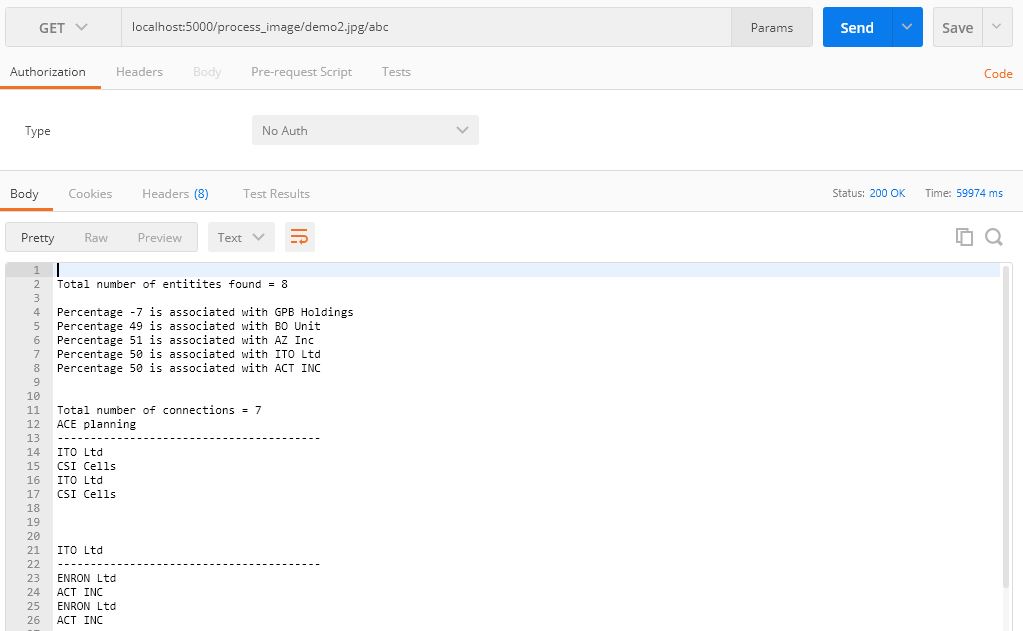 GET localhost:5000/process_image/demo2.jpg/abc Params Send Save
Authorization Headers Body Pre-request Script Tests Code
Type No Auth
Body Cookies Headers (8) Test Results Status: 200 OK Time: 59974 ms
Pretty Raw Preview Text
1
2 Total number of entitites found = 8
3
4 Percentage -7 is associated with GPB Holdings
5 Percentage 49 is associated with BO Unit
6 Percentage 51 is associated with AZ Inc
7 Percentage 50 is associated with ITO Ltd
8 Percentage 50 is associated with ACT INC
9
10
11 Total number of connections = 7
12 ACE planning
13 ----------------------------------------
14 ITO Ltd
15 CSI Cells
16 ITO Ltd
17 CSI Cells
18
19
20
21 ITO Ltd
22 ----------------------------------------
23 ENRON Ltd
24 ACT INC
25 ENRON Ltd
26 ACT INC